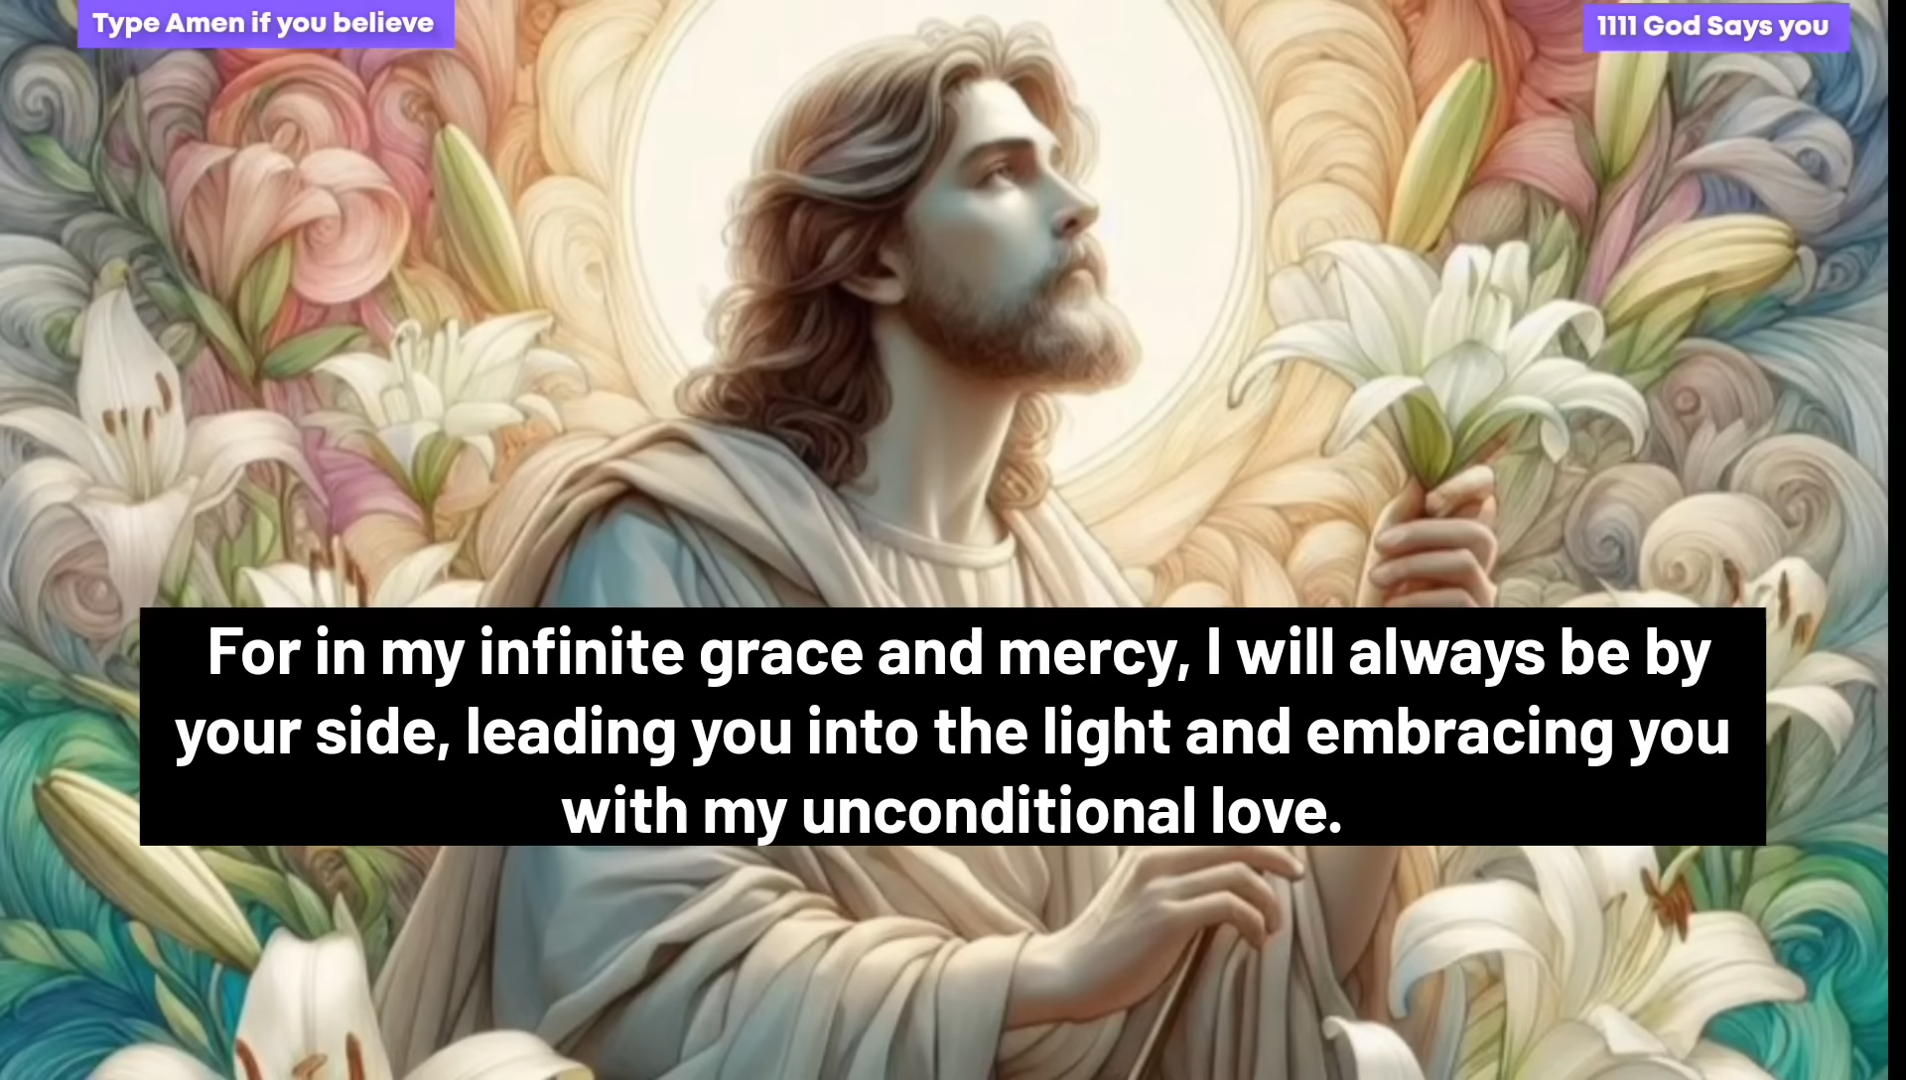 Type Amen if you believe
1111 God Says you
For in my infinite grace and mercy, I will always be by
your side, leading you into the light and embracing you
with my unconditional love.